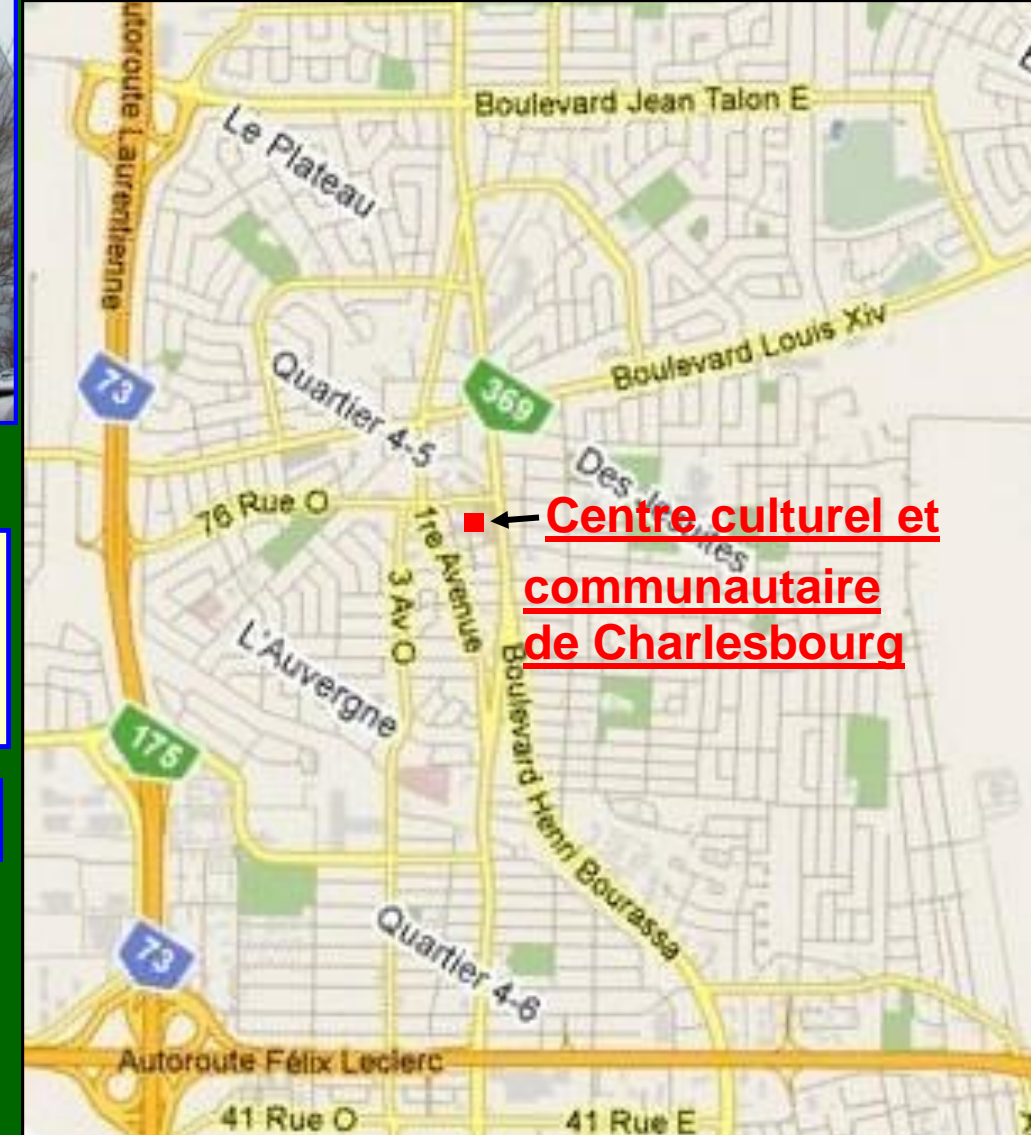 Autoroute Laurentienne
Boulevard Jean Talon E
Le Plateau
Boulevard Louis Xiv
73
369
Quartier 4-5
Des Jésuites
76 Rue O
1re Avenue
Centre culturel et
communautaire
de Charlesbourg
3 Av O
L'Auvergne
Boulevard Henri Bourassa
175
Quartier 4-6
73
Autoroute Félix Leclerc
41 Rue O
41 Rue E